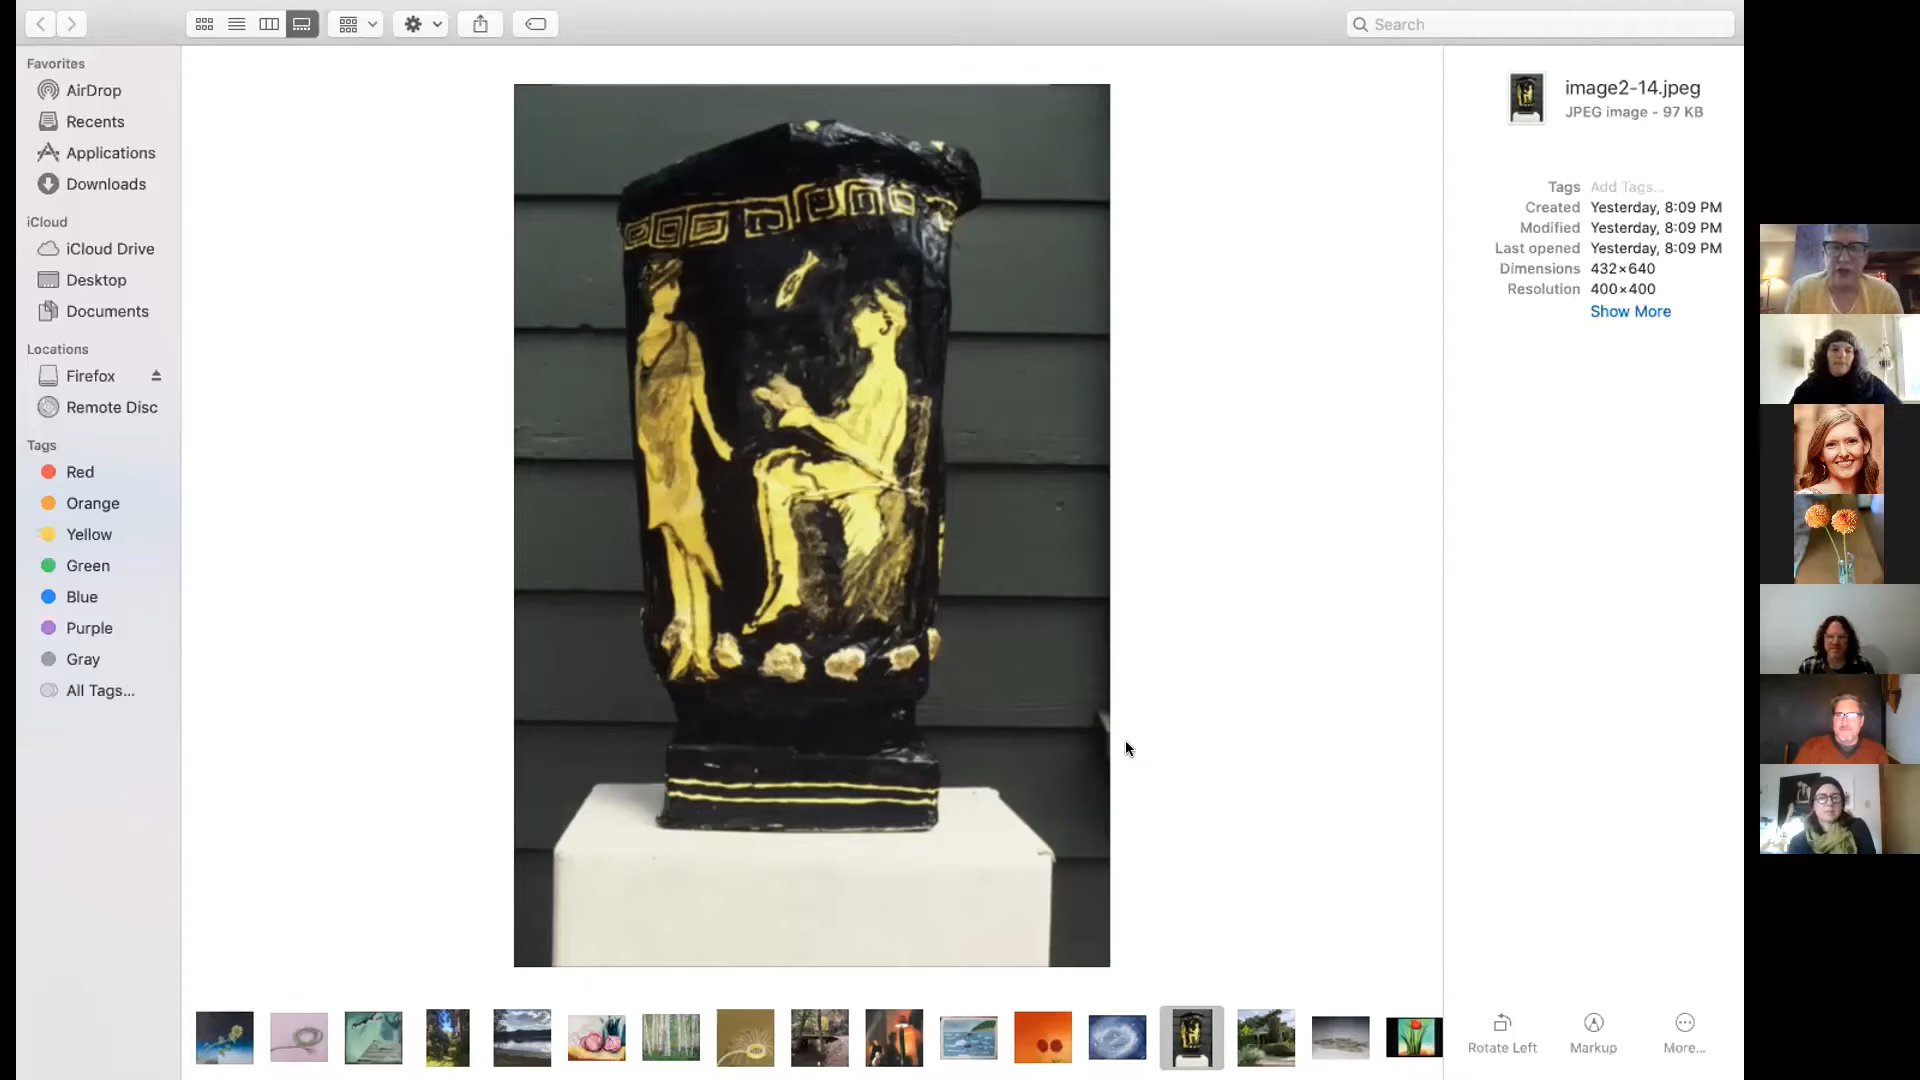 Search
Favorites
AirDrop
Recents
Applications
Downloads
iCloud
iCloud Drive
Desktop
Documents
Locations
Firefox
Remote Disc
Tags
Red
Orange
Yellow
Green
Blue
Purple
Gray
All Tags...
image2-14.jpeg
JPEG image - 97 KB
Tags Add Tags...
Created Yesterday, 8:09 PM
Modified Yesterday, 8:09 PM
Last opened Yesterday, 8:09 PM
Dimensions 432×640
Resolution 400×400
Show More
Rotate Left
Markup
More...